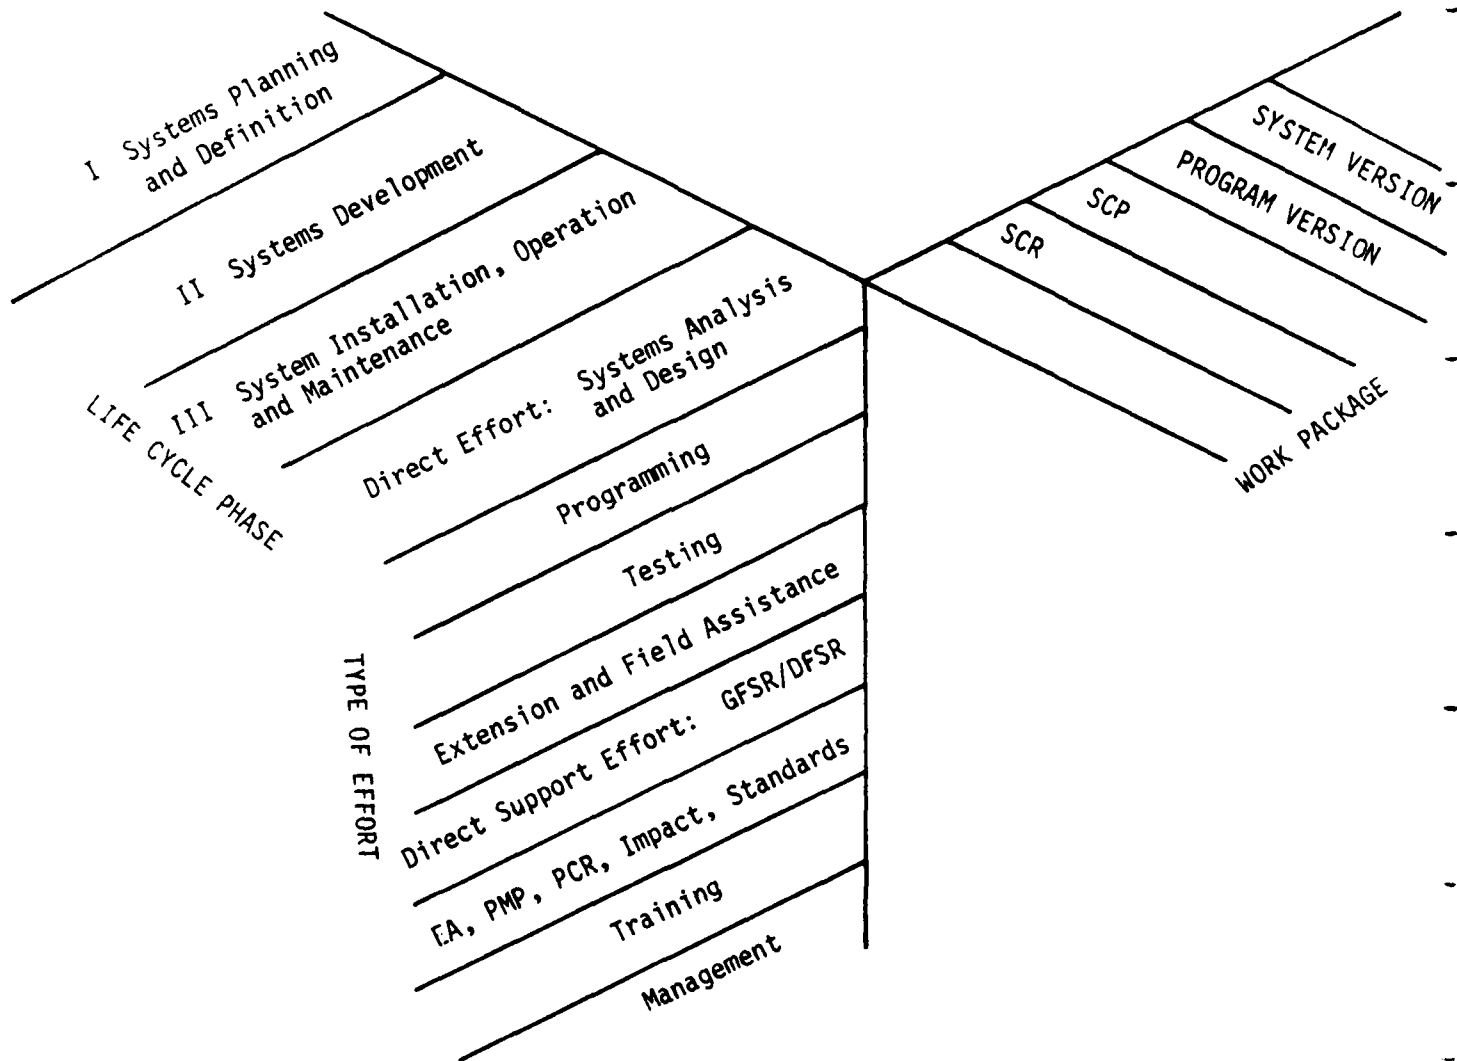 I Systems Planning
and Definition
II Systems Development
III System Installation, Operation
and Maintenance
LIFE CYCLE PHASE
Direct Effort: Systems Analysis
and Design
Programming
Testing
Extension and Field Assistance
Direct Support Effort: GFSR/DFSR
EA, PMP, PCR, Impact, Standards
Training
Management
TYPE OF EFFORT
SYSTEM VERSION
PROGRAM VERSION
SCP
SCR
WORK PACKAGE